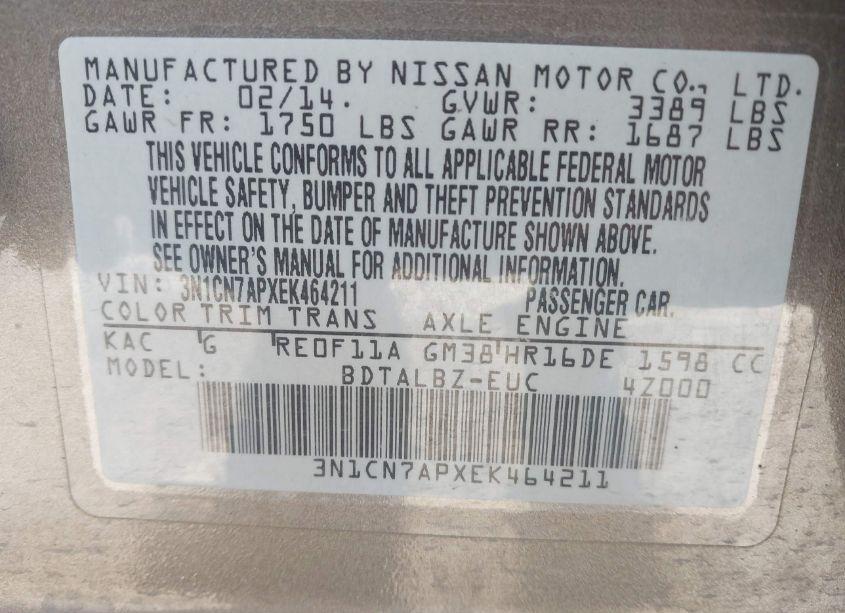 MANUFACTURED BY NISSAN MOTOR CO., LTD.
DATE: 02/14. GVWR: 3389 LBS
GAWR FR: 1750 LBS GAWR RR: 1687 LBS
THIS VEHICLE CONFORMS TO ALL APPLICABLE FEDERAL MOTOR
VEHICLE SAFETY, BUMPER AND THEFT PREVENTION STANDARDS
IN EFFECT ON THE DATE OF MANUFACTURE SHOWN ABOVE.
SEE OWNER'S MANUAL FOR ADDITIONAL INFORMATION.
VIN: 3N1CN7APXEK464211 PASSENGER CAR.
COLOR TRIM TRANS AXLE ENGINE
KAC G RE0F11A GM38 HR16DE 1598 CC
MODEL: BDTALBZ-EUC 4Z000
3N1CN7APXEK464211